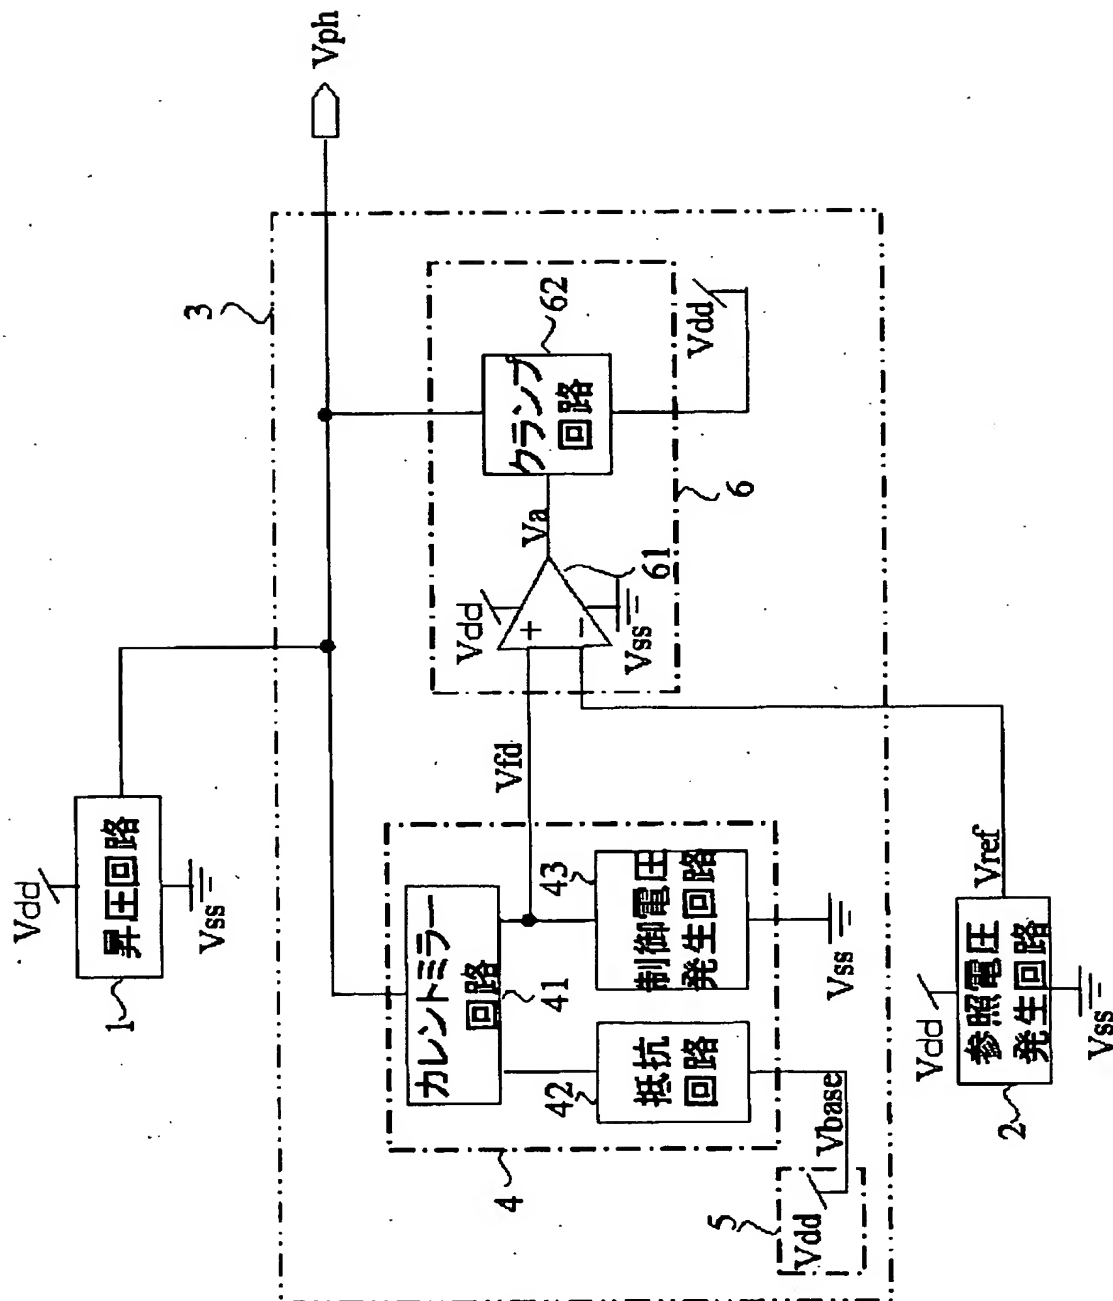 Vdd
昇圧回路
Vss
1
Vph
3
カレントミラー
回路
41
42
抵抗
回路
43
制御電圧
発生回路
Vss
4
5
Vdd
Vbase
Vfd
Vdd
+
−
Vss
61
Va
クランプ
回路
62
Vdd
6
Vdd
参照電圧
発生回路
Vss
2
Vref